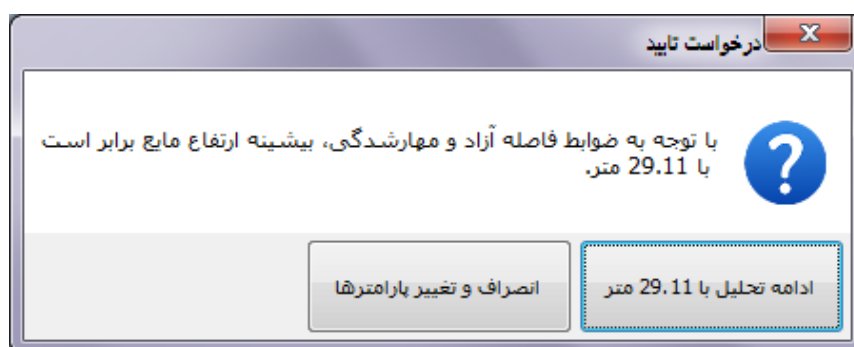 درخواست تایید
با توجه به ضوابط فاصله آزاد و مهارشدگی، بیشینه ارتفاع مایع برابر است
با 29.11 متر.
ادامه تحلیل با 29.11 متر
انصراف و تغییر پارامترها